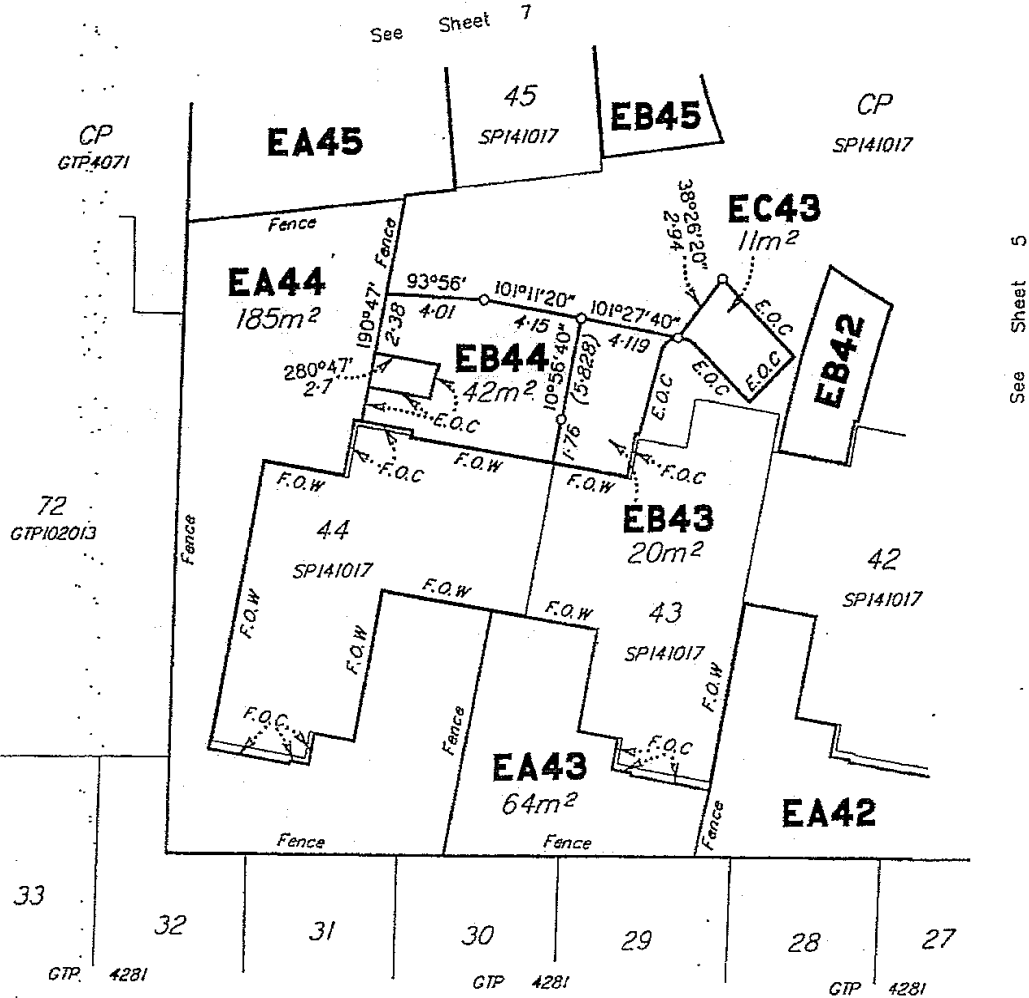 See Sheet 7
45
SP141017
EB45
CP
SP141017
CP
GTP4071
EA45
Fence
Fence
38°26'20"
2·94
EC43
11m²
See Sheet 5
EA44
185m²
190°47'
2·38
93°56'
4·01
101°11'20"
4·15
101°27'40"
4·119
E.O.C
E.O.C
E.O.C
EB42
280°47'
2·7
EB44
42m²
10°56'40"
(5·828)
1·76
E.O.C
E.O.C
F.O.C
F.O.W
F.O.W
F.O.C
F.O.W
EB43
20m²
72
GTP102013
Fence
44
SP141017
F.O.W
F.O.W
F.O.W
F.O.W
43
SP141017
42
SP141017
F.O.W
F.O.C
Fence
F.O.C
EA43
64m²
EA42
Fence
Fence
Fence
33
32
31
30
29
28
27
GTP 4281
GTP 4281
GTP 4281